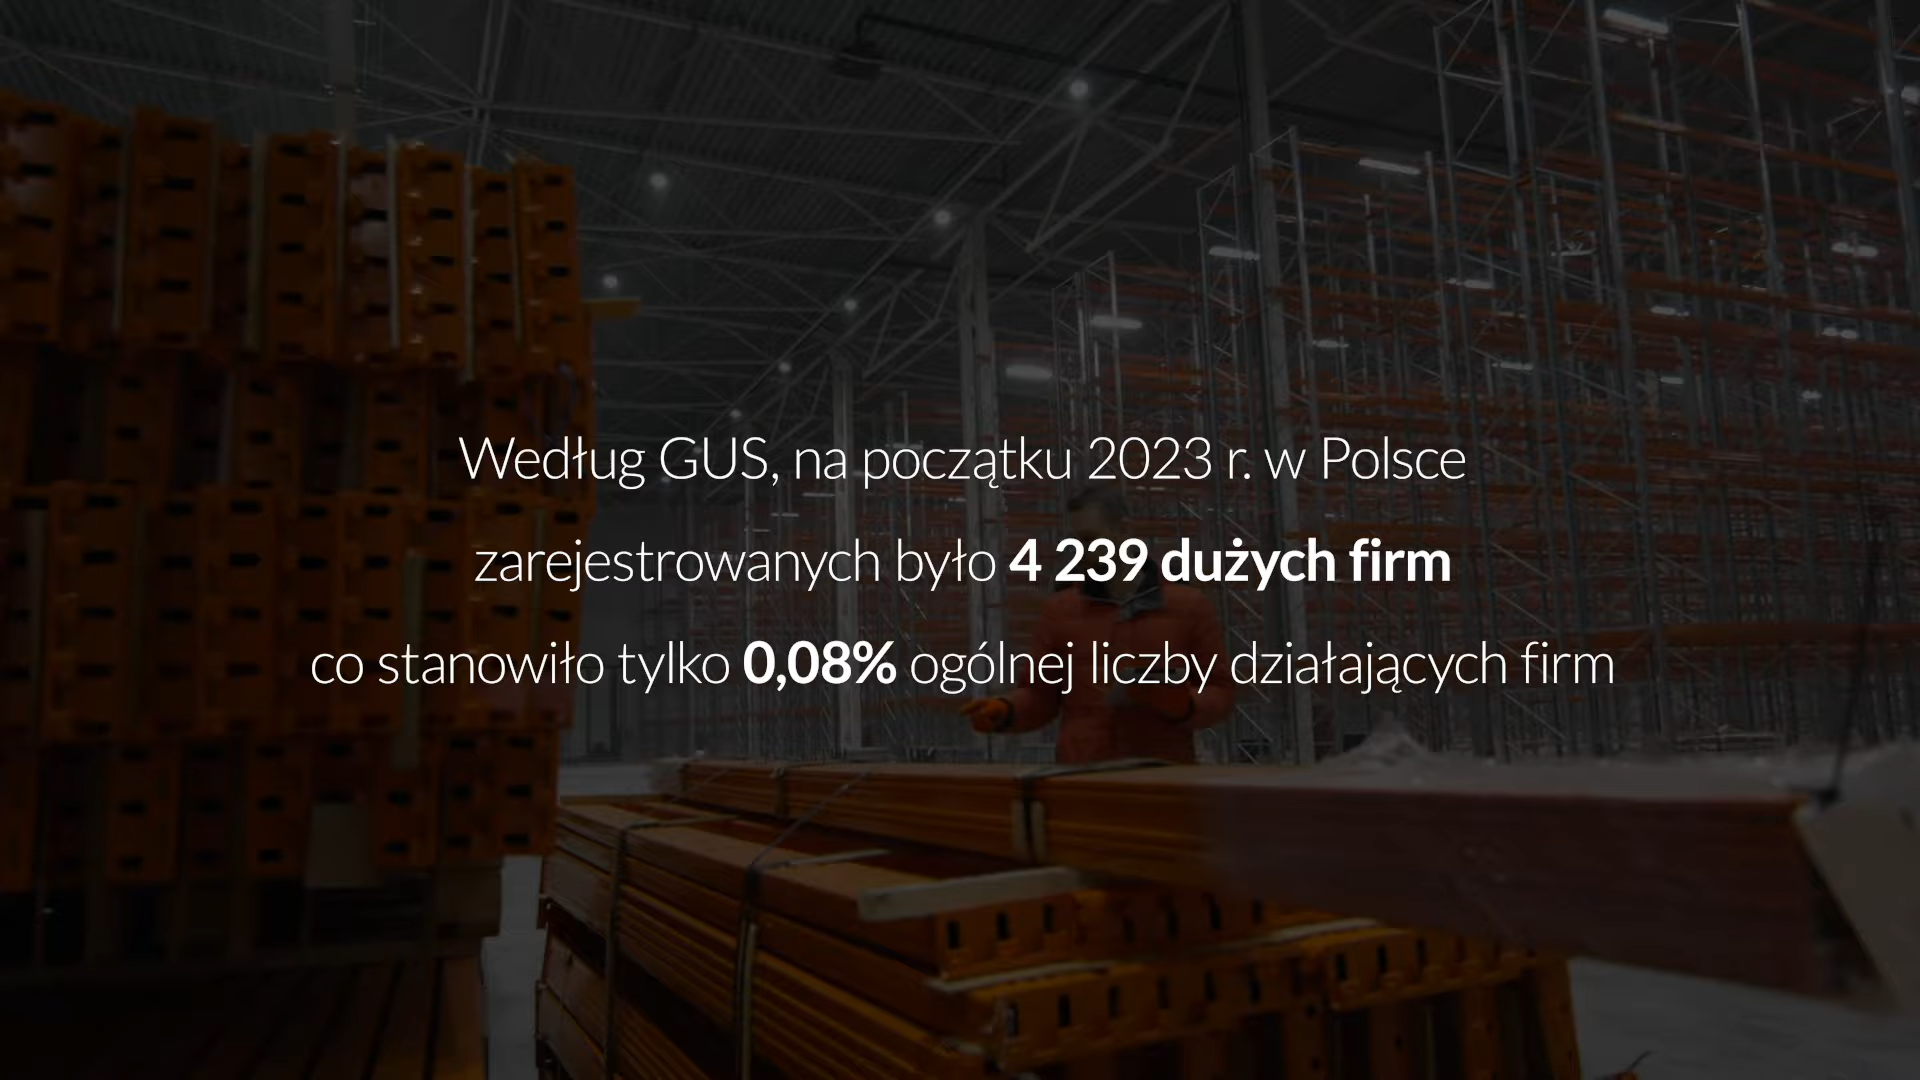 Według GUS, na początku 2023 r. w Polsce
zarejestrowanych było 4 239 dużych firm
co stanowiło tylko 0,08% ogólnej liczby działających firm